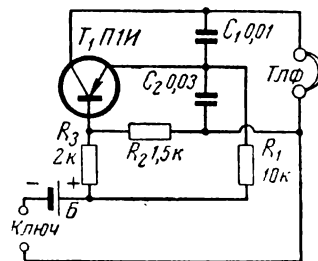 T₁ П1И
C₁ 0,01
Тлф
C₂ 0,03
R₃
2к
R₂ 1,5к
R₁
10к
- +
Б
Ключ